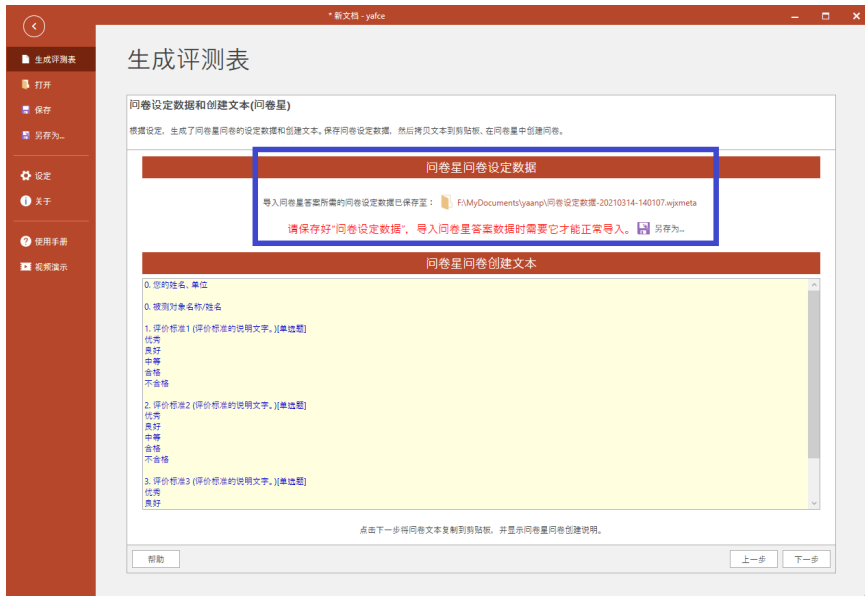 * 新文档 - yafce
生成评测表
打开
保存
另存为...
设定
关于
使用手册
视频演示
生成评测表
问卷设定数据和创建文本(问卷星)
根据设定，生成了问卷星问卷的设定数据和创建文本。保存问卷设定数据，然后拷贝文本到剪贴板、在问卷星中创建问卷。
问卷星问卷设定数据
导入问卷星答案所需的问卷设定数据已保存至： F:\MyDocuments\yaanp\问卷设定数据-20210314-140107.wjxmeta
请保存好"问卷设定数据"，导入问卷星答案数据时需要它才能正常导入。 另存为...
问卷星问卷创建文本
0. 您的姓名、单位
0. 被测对象名称/姓名
1. 评价标准1 (评价标准的说明文字。)[单选题]
优秀
良好
中等
合格
不合格
2. 评价标准2 (评价标准的说明文字。)[单选题]
优秀
良好
中等
合格
不合格
3. 评价标准3 (评价标准的说明文字。)[单选题]
优秀
良好
点击下一步将问卷文本复制到剪贴板，并显示问卷星问卷创建说明。
帮助
上一步
下一步